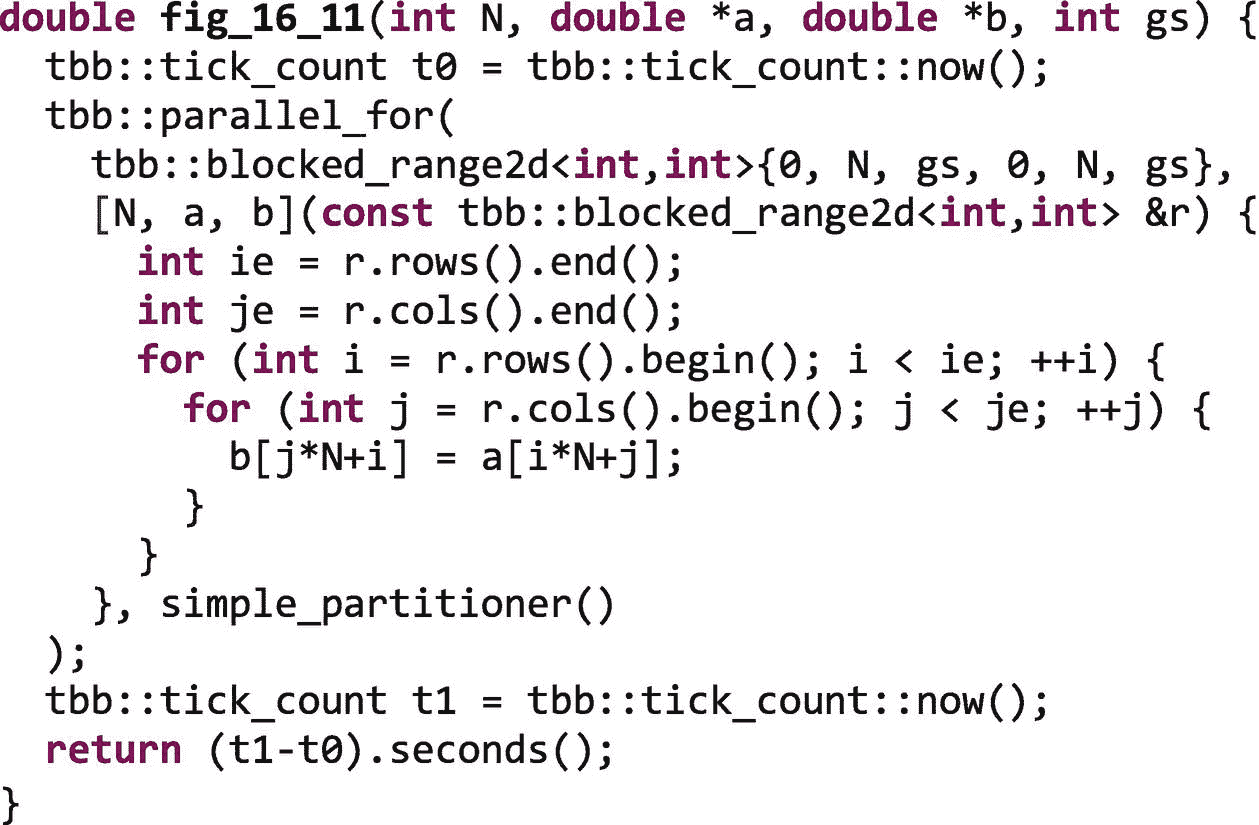 double fig_16_11(int N, double *a, double *b, int gs) {
  tbb::tick_count t0 = tbb::tick_count::now();
  tbb::parallel_for(
    tbb::blocked_range2d<int,int>{0, N, gs, 0, N, gs},
    [N, a, b](const tbb::blocked_range2d<int,int> &r) {
      int ie = r.rows().end();
      int je = r.cols().end();
      for (int i = r.rows().begin(); i < ie; ++i) {
        for (int j = r.cols().begin(); j < je; ++j) {
          b[j*N+i] = a[i*N+j];
        }
      }
    }, simple_partitioner()
  );
  tbb::tick_count t1 = tbb::tick_count::now();
  return (t1-t0).seconds();
}